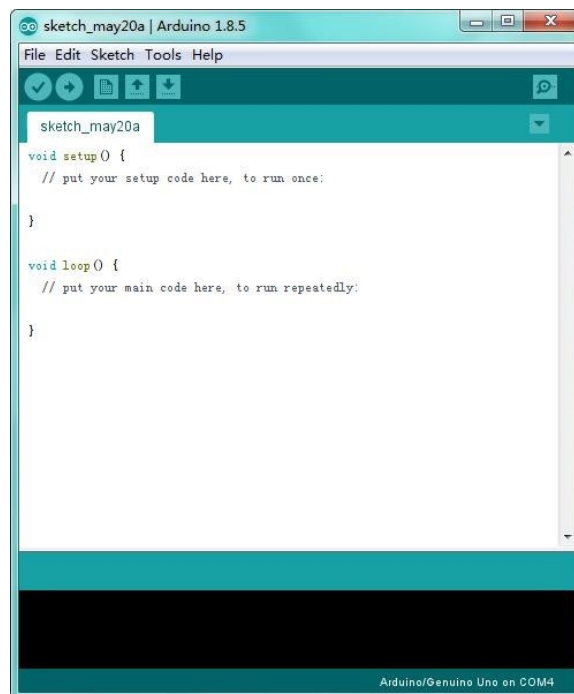 sketch_may20a | Arduino 1.8.5
File Edit Sketch Tools Help
sketch_may20a
void setup() {
  // put your setup code here, to run once:
}
void loop() {
  // put your main code here, to run repeatedly:
}
Arduino/Genuino Uno on COM4